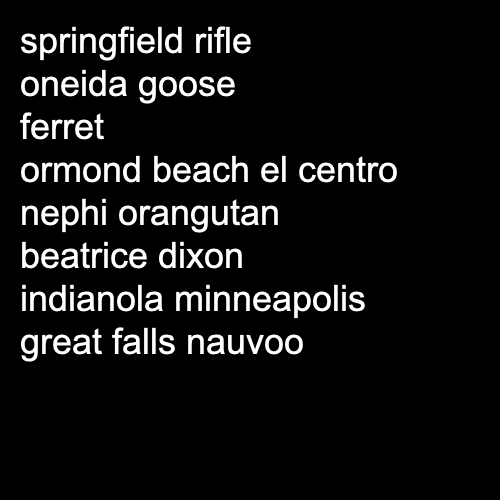 springfield rifle
oneida goose
ferret
ormond beach el centro
nephi orangutan
beatrice dixon
indianola minneapolis
great falls nauvoo